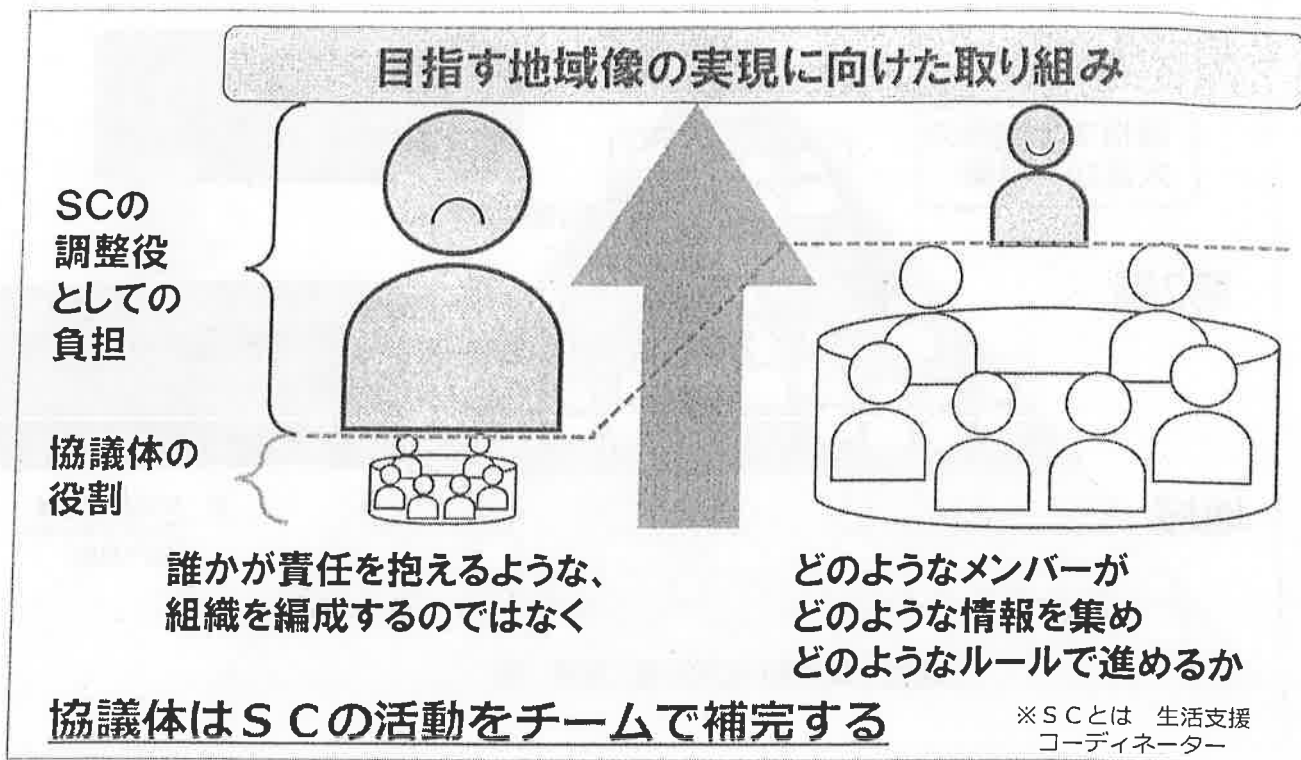 目指す地域像の実現に向けた取り組み
SCの
調整役
としての
負担
協議体の
役割
誰かが責任を抱えるような、
組織を編成するのではなく
どのようなメンバーが
どのような情報を集め
どのようなルールで進めるか
協議体はSCの活動をチームで補完する
※SCとは 生活支援
コーディネーター